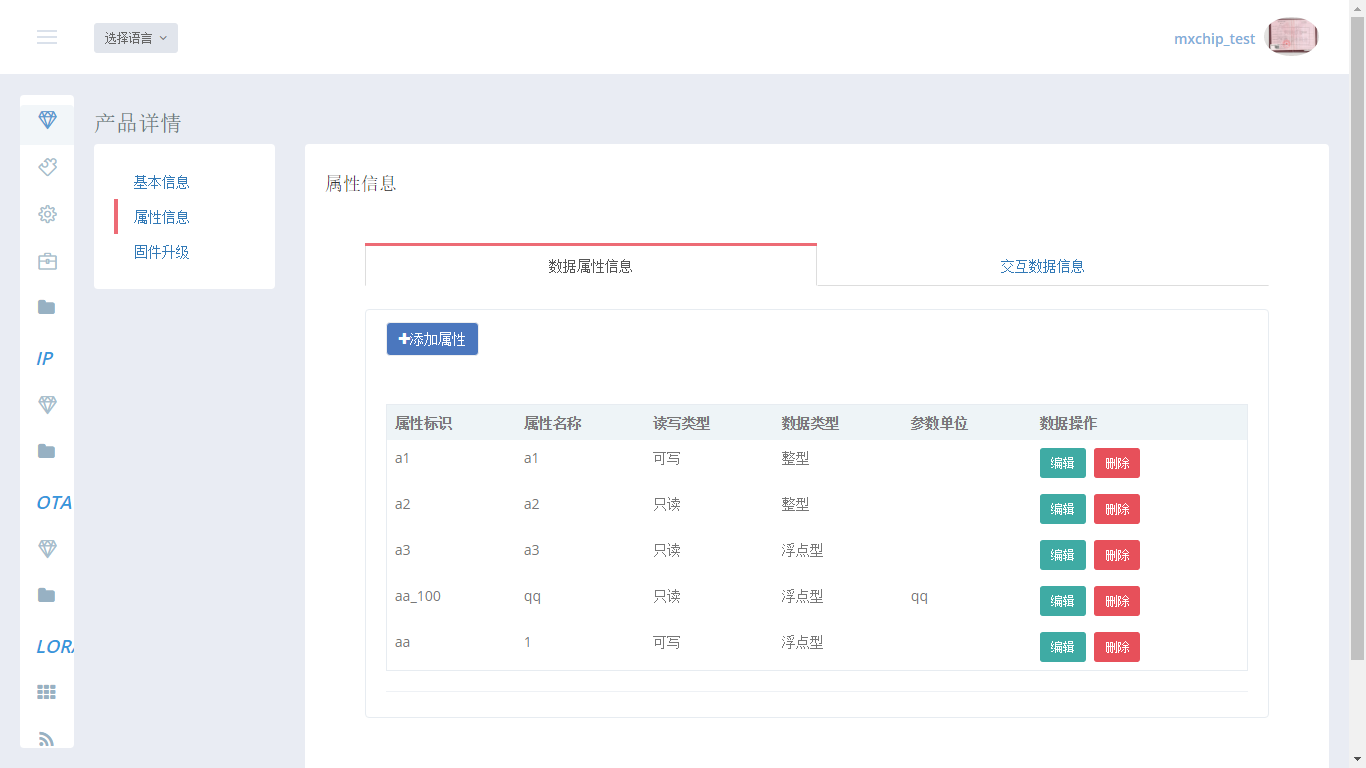 选择语言
mxchip_test
产品详情
基本信息
属性信息
固件升级
IP
OTA
LORA
属性信息
数据属性信息 交互数据信息
添加属性
属性标识 属性名称 读写类型 数据类型 参数单位 数据操作
a1 a1 可写 整型 编辑 删除
a2 a2 只读 整型 编辑 删除
a3 a3 只读 浮点型 编辑 删除
aa_100 qq 只读 浮点型 qq 编辑 删除
aa 1 可写 浮点型 编辑 删除